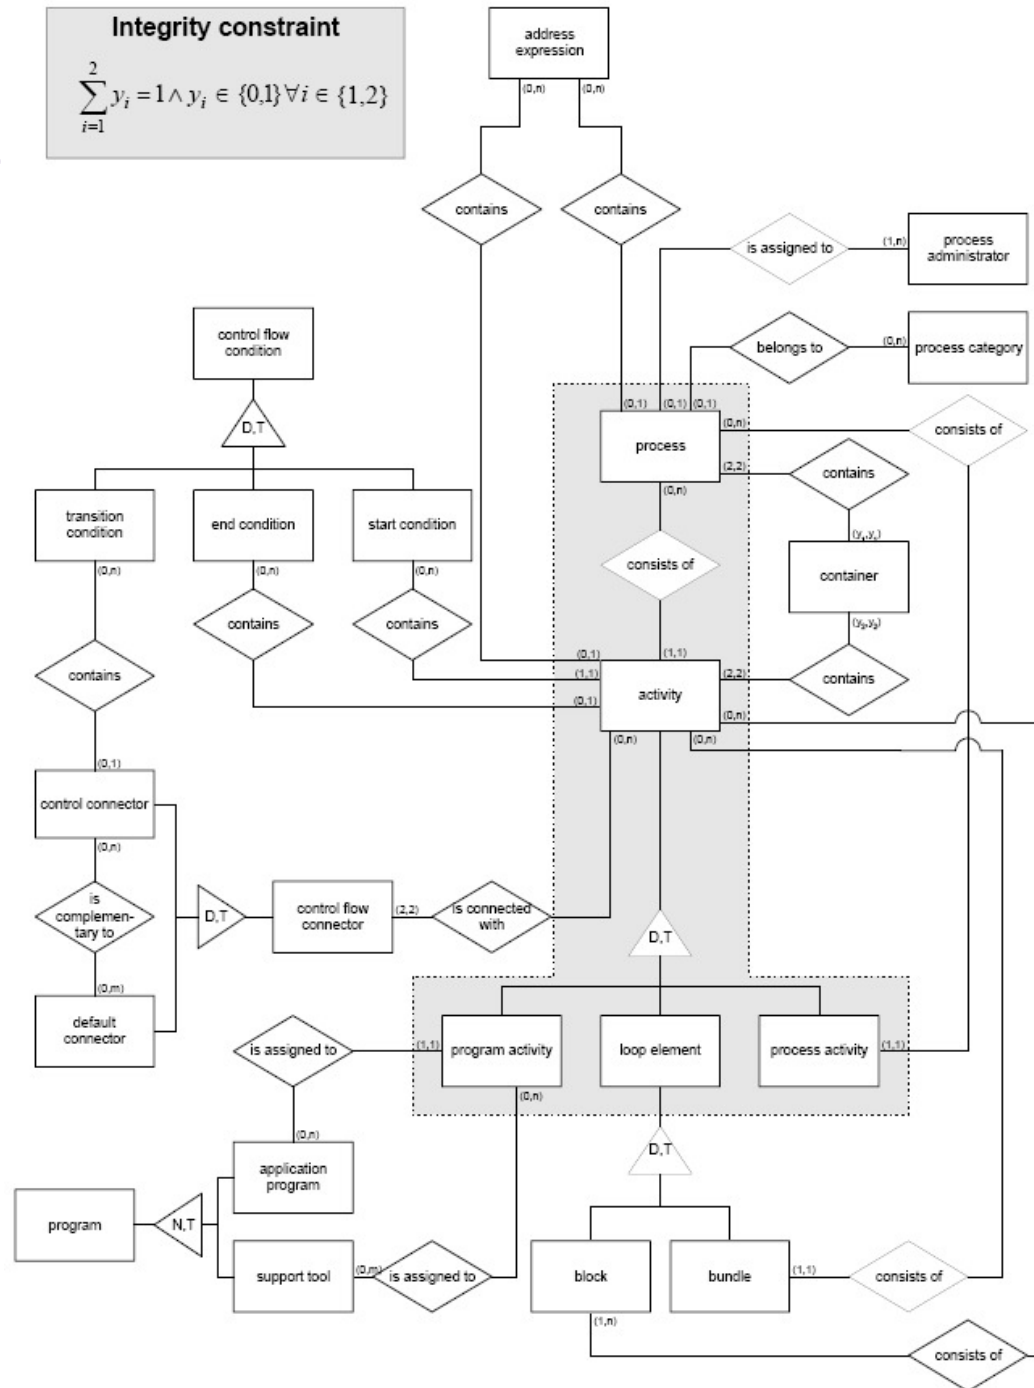 Integrity constraint
∑ i=1 2 y_i = 1 ∧ y_i ∈ {0,1} ∀i ∈ {1,2}
address
expression
(0,n)
(0,n)
contains
contains
is assigned to
(1,n)
process
administrator
belongs to
(0,n)
process category
control flow
condition
D,T
(0,1)
(0,1)
(0,1)
process
(0,n)
(2,2)
(0,n)
consists of
contains
transition
condition
(0,n)
end condition
(0,n)
start condition
(0,n)
consists of
(y₁,y₁)
container
(y₂,y₂)
contains
contains
contains
contains
(0,1)
(1,1)
(0,1)
(1,1)
activity
(2,2)
(0,n)
(0,n)
(0,n)
(0,1)
control connector
(0,n)
is
complemen-
tary to
D,T
control flow
connector
(2,2)
is connected
with
D,T
(0,m)
default
connector
is assigned to
(1,1)
program activity
(0,n)
loop element
process activity
(1,1)
(0,n)
application
program
D,T
program
N,T
support tool
(0,m)
is assigned to
block
(1,n)
bundle
(1,1)
consists of
consists of